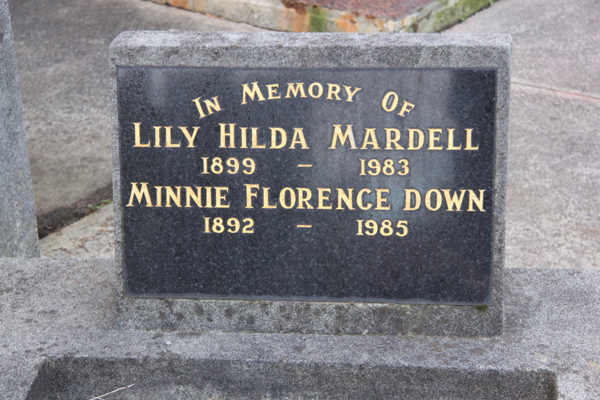 In Memory Of
Lily Hilda Mardell
1899 – 1983
Minnie Florence Down
1892 – 1985